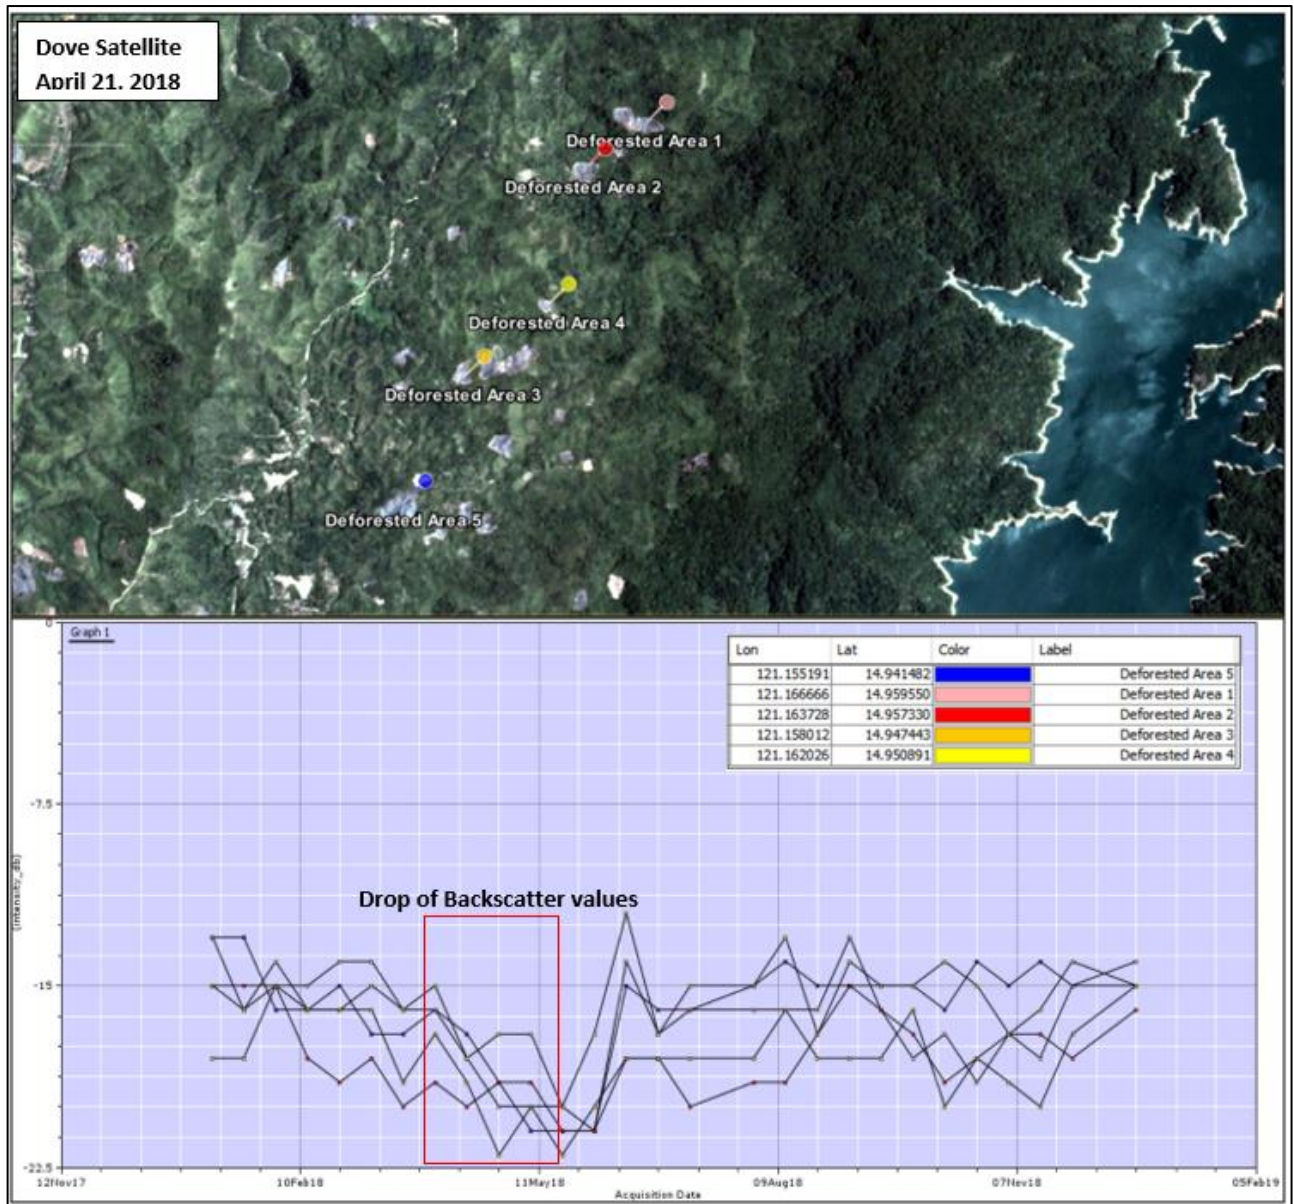 Dove Satellite
April 21. 2018
Deforested Area 1
Deforested Area 2
Deforested Area 4
Deforested Area 3
Deforested Area 5
Graph 1
Lon Lat Color Label
121.155191 14.941482 Deforested Area 5
121.166666 14.959550 Deforested Area 1
121.163728 14.957330 Deforested Area 2
121.158012 14.947443 Deforested Area 3
121.162026 14.950891 Deforested Area 4
0
-7.5
-15
-22.5
[intensity_db]
Drop of Backscatter values
12Nov17 10Feb18 11May18 09Aug18 07Nov18 05Feb19
Acquisition Date